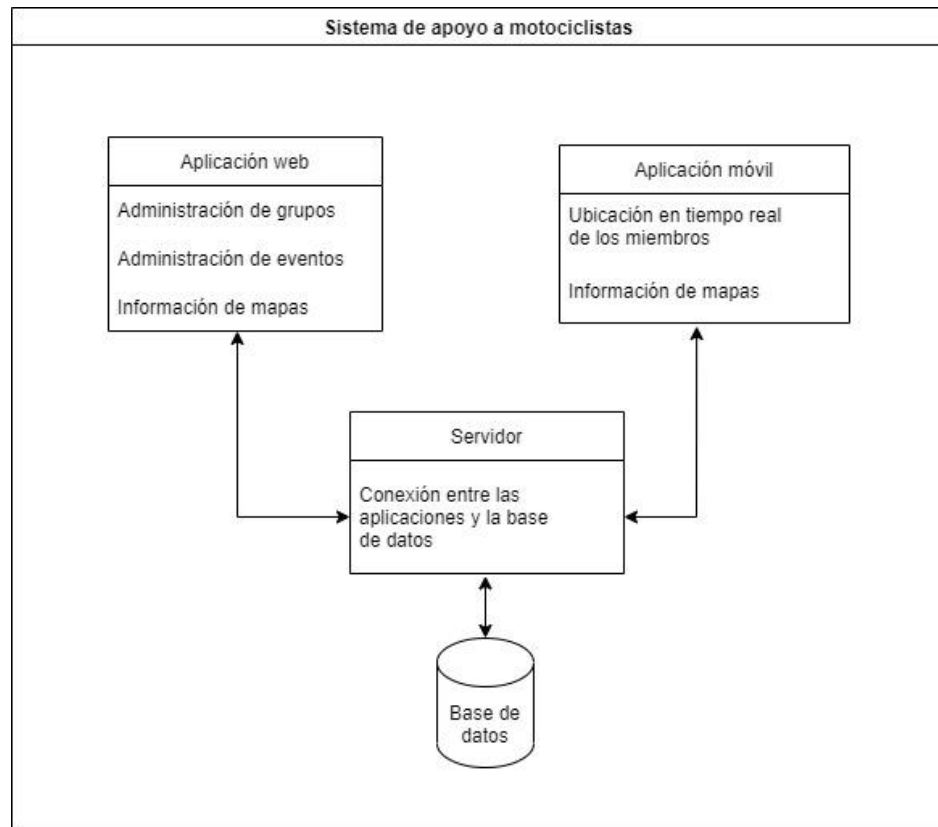 Sistema de apoyo a motociclistas
Aplicación web
Administración de grupos
Administración de eventos
Información de mapas
Aplicación móvil
Ubicación en tiempo real
de los miembros
Información de mapas
Servidor
Conexión entre las
aplicaciones y la base
de datos
Base de
datos